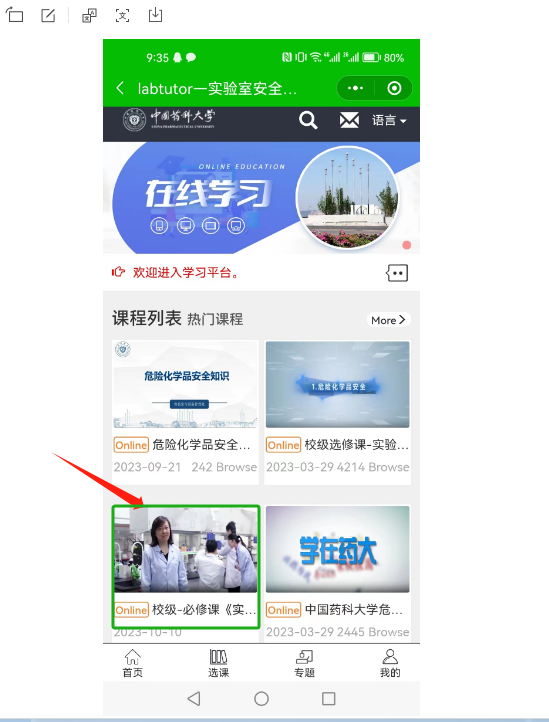 9:35
80%
labtutor一实验室安全...
中国药科大学
CHINA PHARMACEUTICAL UNIVERSITY
语言
ONLINE EDUCATION
在线学习
欢迎进入学习平台。
课程列表 热门课程
More
危险化学品安全知识
1.危险化学品安全
Online 危险化学品安全...
Online 校级选修课-实验...
2023-09-21 242 Browse
2023-03-29 4214 Browse
学在药大
Online 校级-必修课《实...
Online 中国药科大学危...
2023-10-10
2023-03-29 2445 Browse
首页
选课
专题
我的